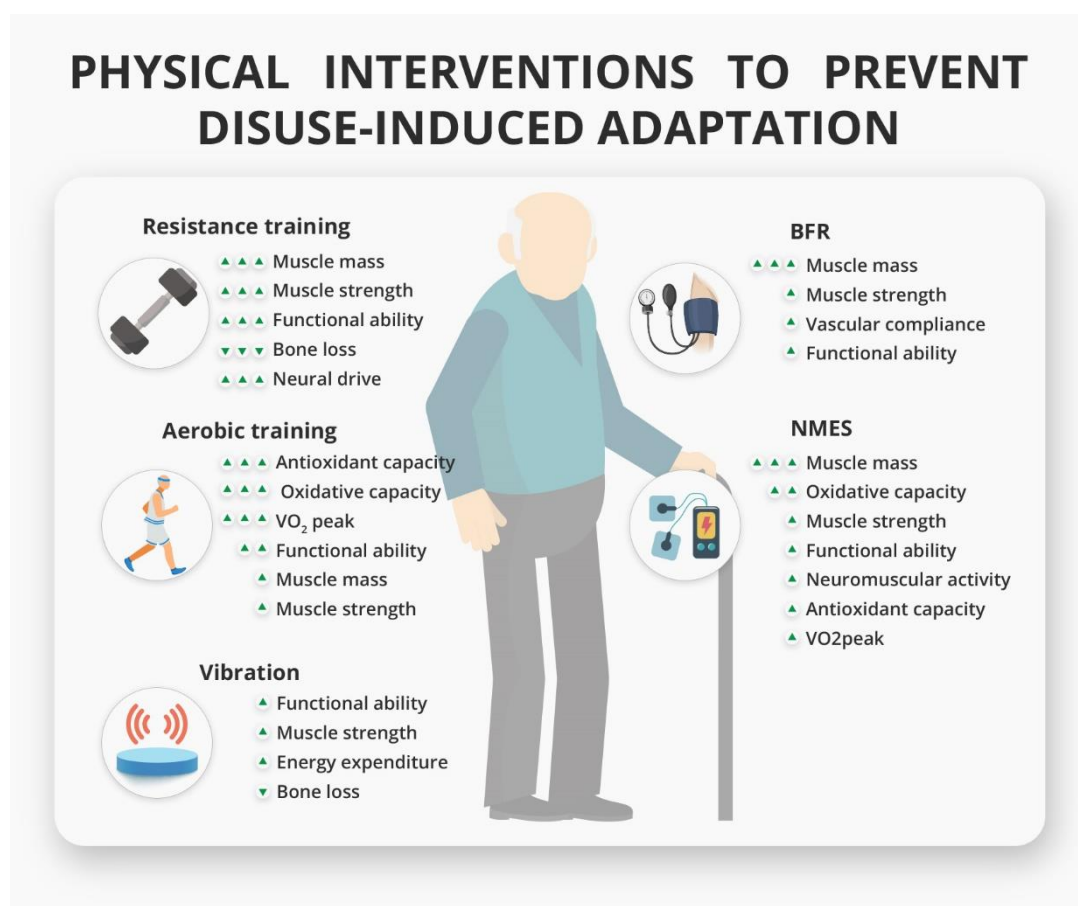 PHYSICAL INTERVENTIONS TO PREVENT
DISUSE-INDUCED ADAPTATION
Resistance training
▲▲▲ Muscle mass
▲▲▲ Muscle strength
▲▲▲ Functional ability
▼▼▼ Bone loss
▲▲▲ Neural drive
Aerobic training
▲▲▲ Antioxidant capacity
▲▲▲ Oxidative capacity
▲▲▲ VO₂ peak
▲▲ Functional ability
▲ Muscle mass
▲ Muscle strength
Vibration
▲ Functional ability
▲ Muscle strength
▲ Energy expenditure
▼ Bone loss
BFR
▲▲▲ Muscle mass
▲ Muscle strength
▲ Vascular compliance
▲ Functional ability
NMES
▲▲▲ Muscle mass
▲▲ Oxidative capacity
▲ Muscle strength
▲ Functional ability
▲ Neuromuscular activity
▲ Antioxidant capacity
▲ VO2peak